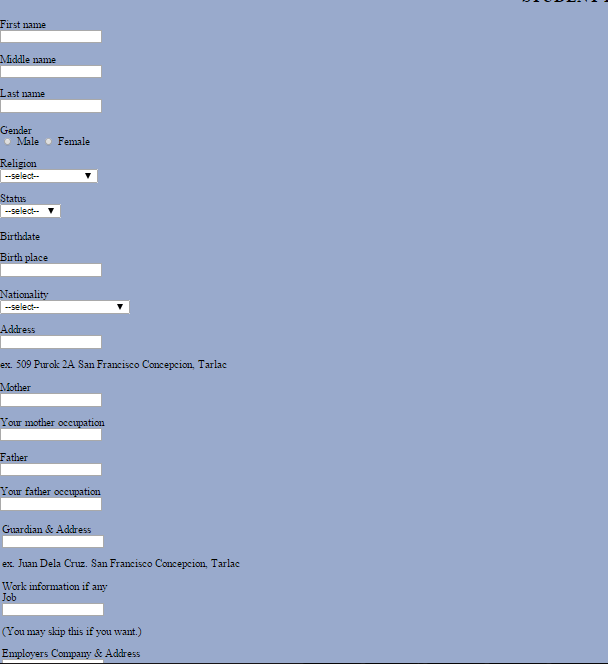 First name
Middle name
Last name
Gender
Male Female
Religion
--select--
Status
--select--
Birthdate
Birth place
Nationality
--select--
Address
ex. 509 Purok 2A San Francisco Concepcion, Tarlac
Mother
Your mother occupation
Father
Your father occupation
Guardian & Address
ex. Juan Dela Cruz. San Francisco Concepcion, Tarlac
Work information if any
Job
(You may skip this if you want.)
Employers Company & Address